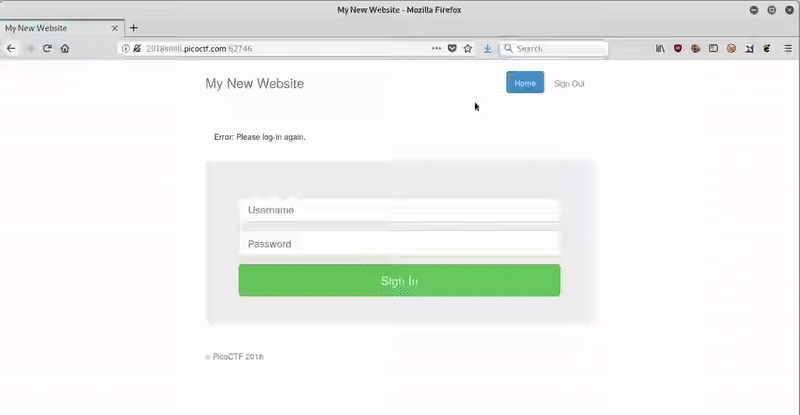 My New Website - Mozilla Firefox
My New Website
picoctf.com:62746
Search
My New Website
Home
Sign Out
Error: Please log-in again.
Username
Password
Sign In
© PicoCTF 2018